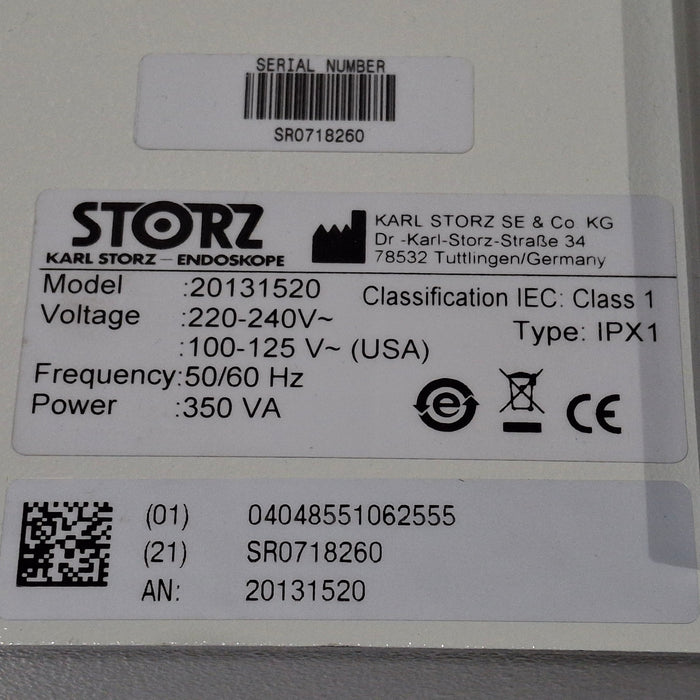 SERIAL NUMBER
SR0718260
STORZ
KARL STORZ – ENDOSKOPE
KARL STORZ SE & Co. KG
Dr.-Karl-Storz-Straße 34
78532 Tuttlingen/Germany
Model :20131520
Classification IEC: Class 1
Voltage :220-240V~
Type: IPX1
:100-125 V~ (USA)
Frequency:50/60 Hz
Power :350 VA
e
CE
(01) 04048551062555
(21) SR0718260
AN: 20131520